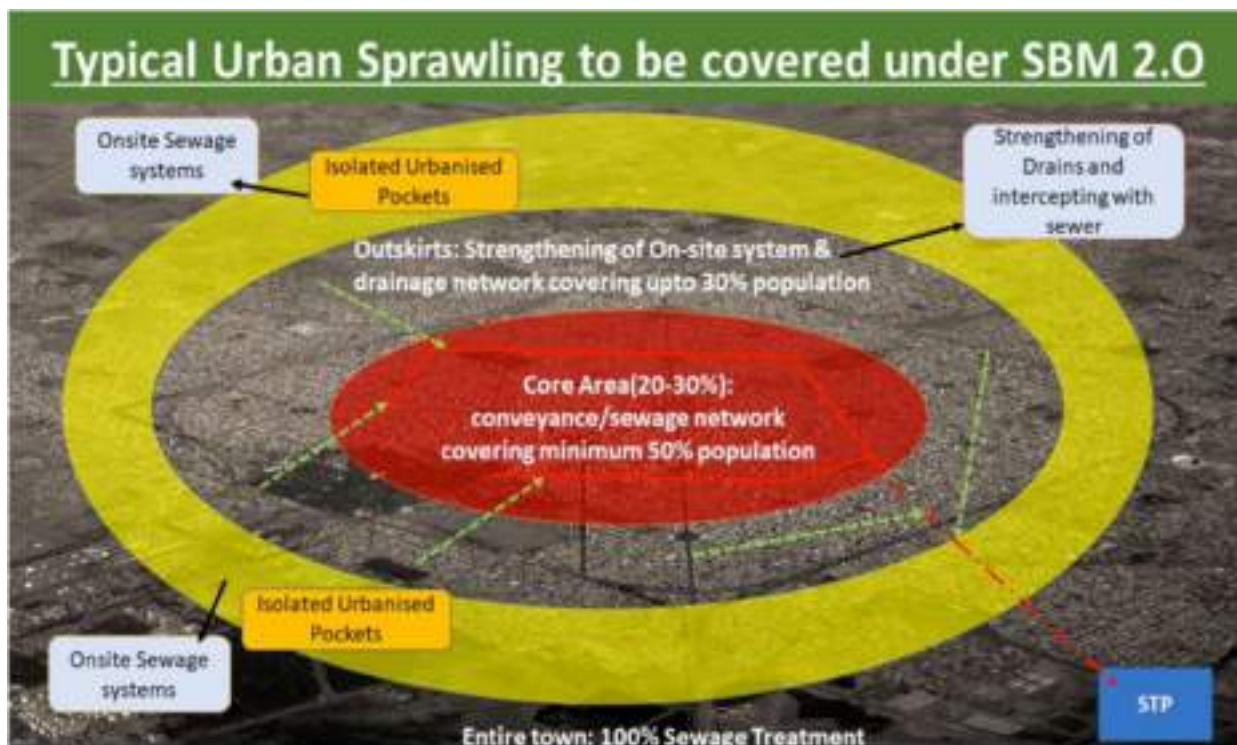 Typical Urban Sprawling to be covered under SBM 2.O
Onsite Sewage
systems
Isolated Urbanised
Pockets
Strengthening of
Drains and
intercepting with
sewer
Outskirts: Strengthening of On-site system &
drainage network covering upto 30% population
Core Area(20-30%):
conveyance/sewage network
covering minimum 50% population
Isolated Urbanised
Pockets
Onsite Sewage
systems
STP
Entire town: 100% Sewage Treatment